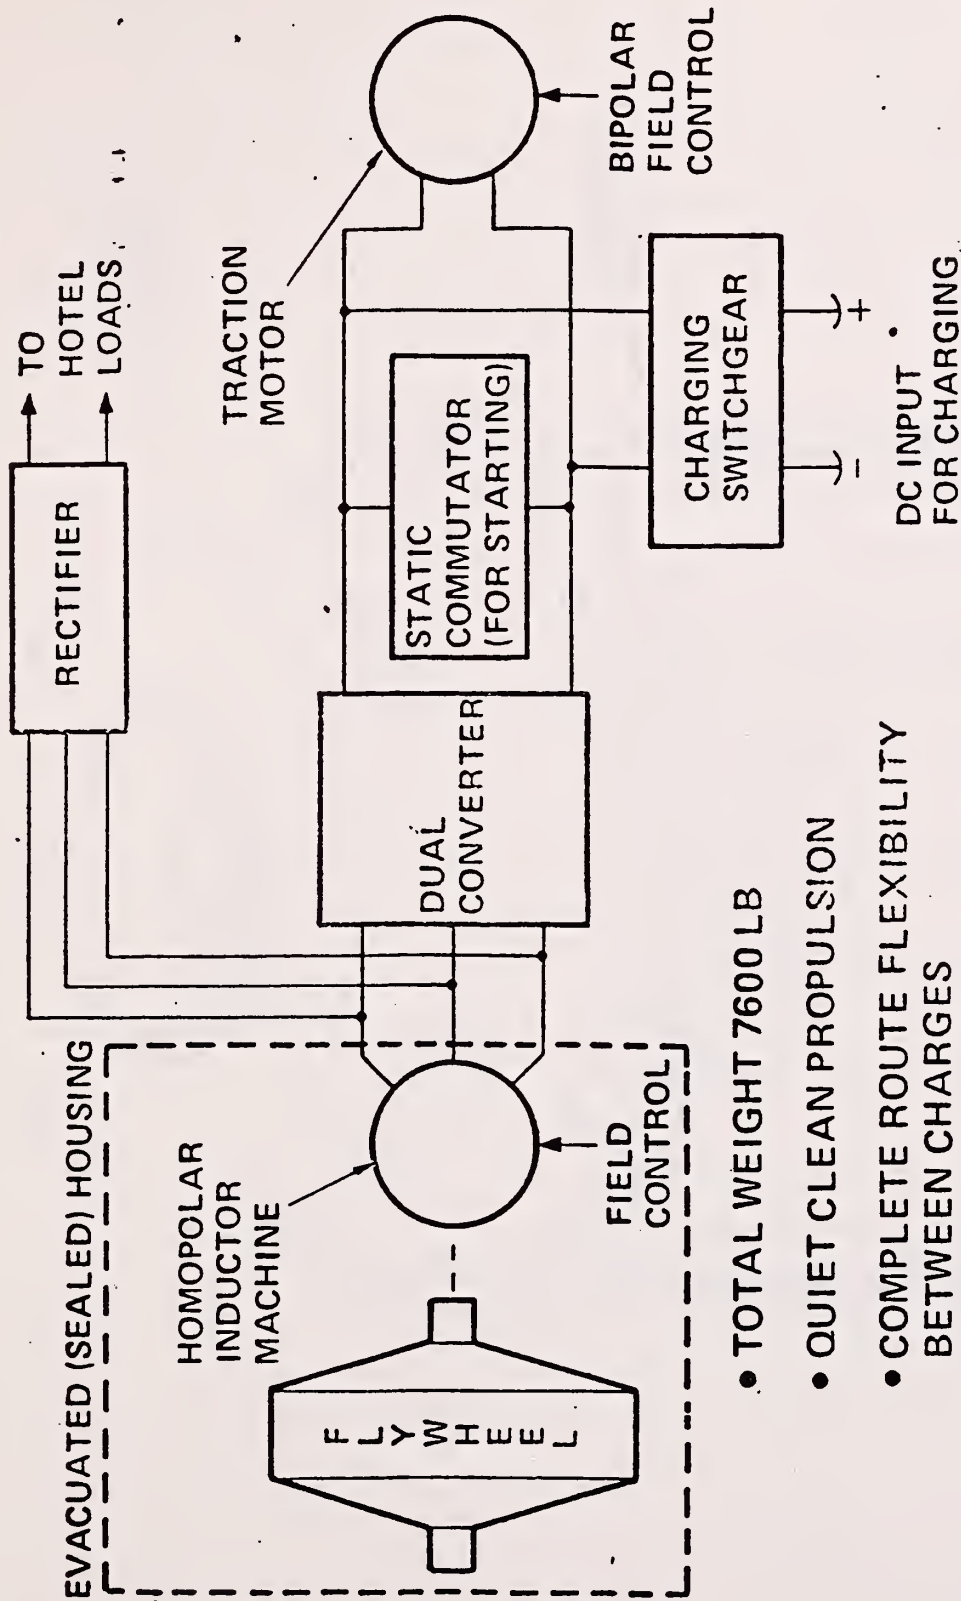 EVACUATED (SEALED) HOUSING
HOMOPOLAR
INDUCTOR
MACHINE
FLYWHEEL
FIELD
CONTROL
RECTIFIER
TO
HOTEL
LOADS
DUAL
CONVERTER
STATIC
COMMUTATOR
(FOR STARTING)
TRACTION
MOTOR
BIPOLAR
FIELD
CONTROL
CHARGING
SWITCHGEAR
- +
DC INPUT
FOR CHARGING
• TOTAL WEIGHT 7600 LB
• QUIET CLEAN PROPULSION
• COMPLETE ROUTE FLEXIBILITY
BETWEEN CHARGES